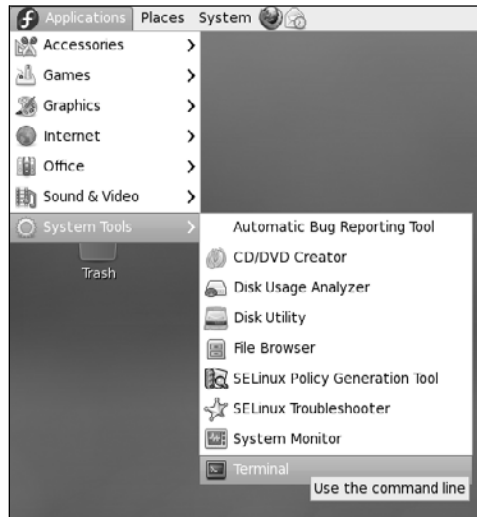 Applications Places System
Accessories
Games
Graphics
Internet
Office
Sound & Video
System Tools
Trash
Automatic Bug Reporting Tool
CD/DVD Creator
Disk Usage Analyzer
Disk Utility
File Browser
SELinux Policy Generation Tool
SELinux Troubleshooter
System Monitor
Terminal
Use the command line